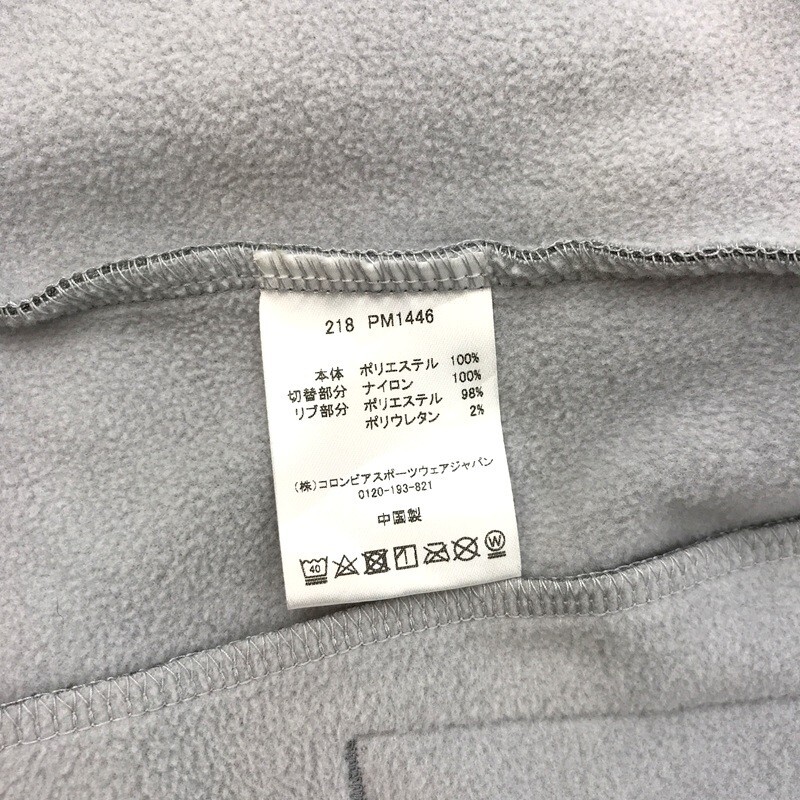 218 PM1446
本体 ポリエステル 100%
切替部分 ナイロン 100%
リブ部分 ポリエステル 98%
ポリウレタン 2%
(株)コロンビアスポーツウェアジャパン
0120-193-821
中国製
40 W